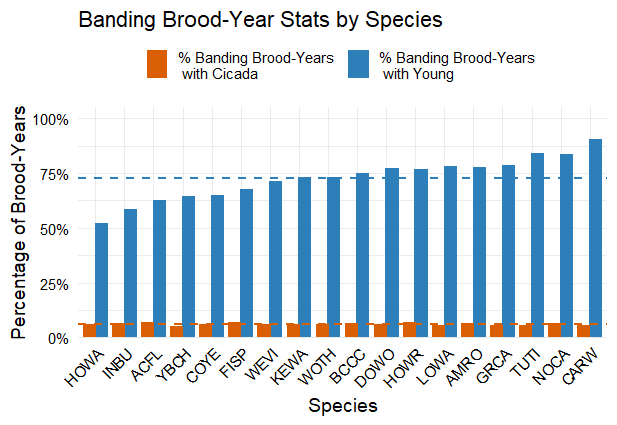 Banding Brood-Year Stats by Species
% Banding Brood-Years
with Cicada
% Banding Brood-Years
with Young
Percentage of Brood-Years
100%
75%
50%
25%
0%
HOWA
INBU
ACFL
YBCH
COYE
FISP
WEVI
KEWA
WOTH
BCCC
DOWO
HOWR
LOWA
AMRO
GRCA
TUTI
NOCA
CARW
Species